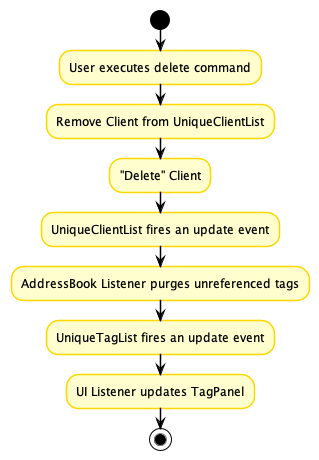 User executes delete command
Remove Client from UniqueClientList
"Delete" Client
UniqueClientList fires an update event
AddressBook Listener purges unreferenced tags
UniqueTagList fires an update event
UI Listener updates TagPanel